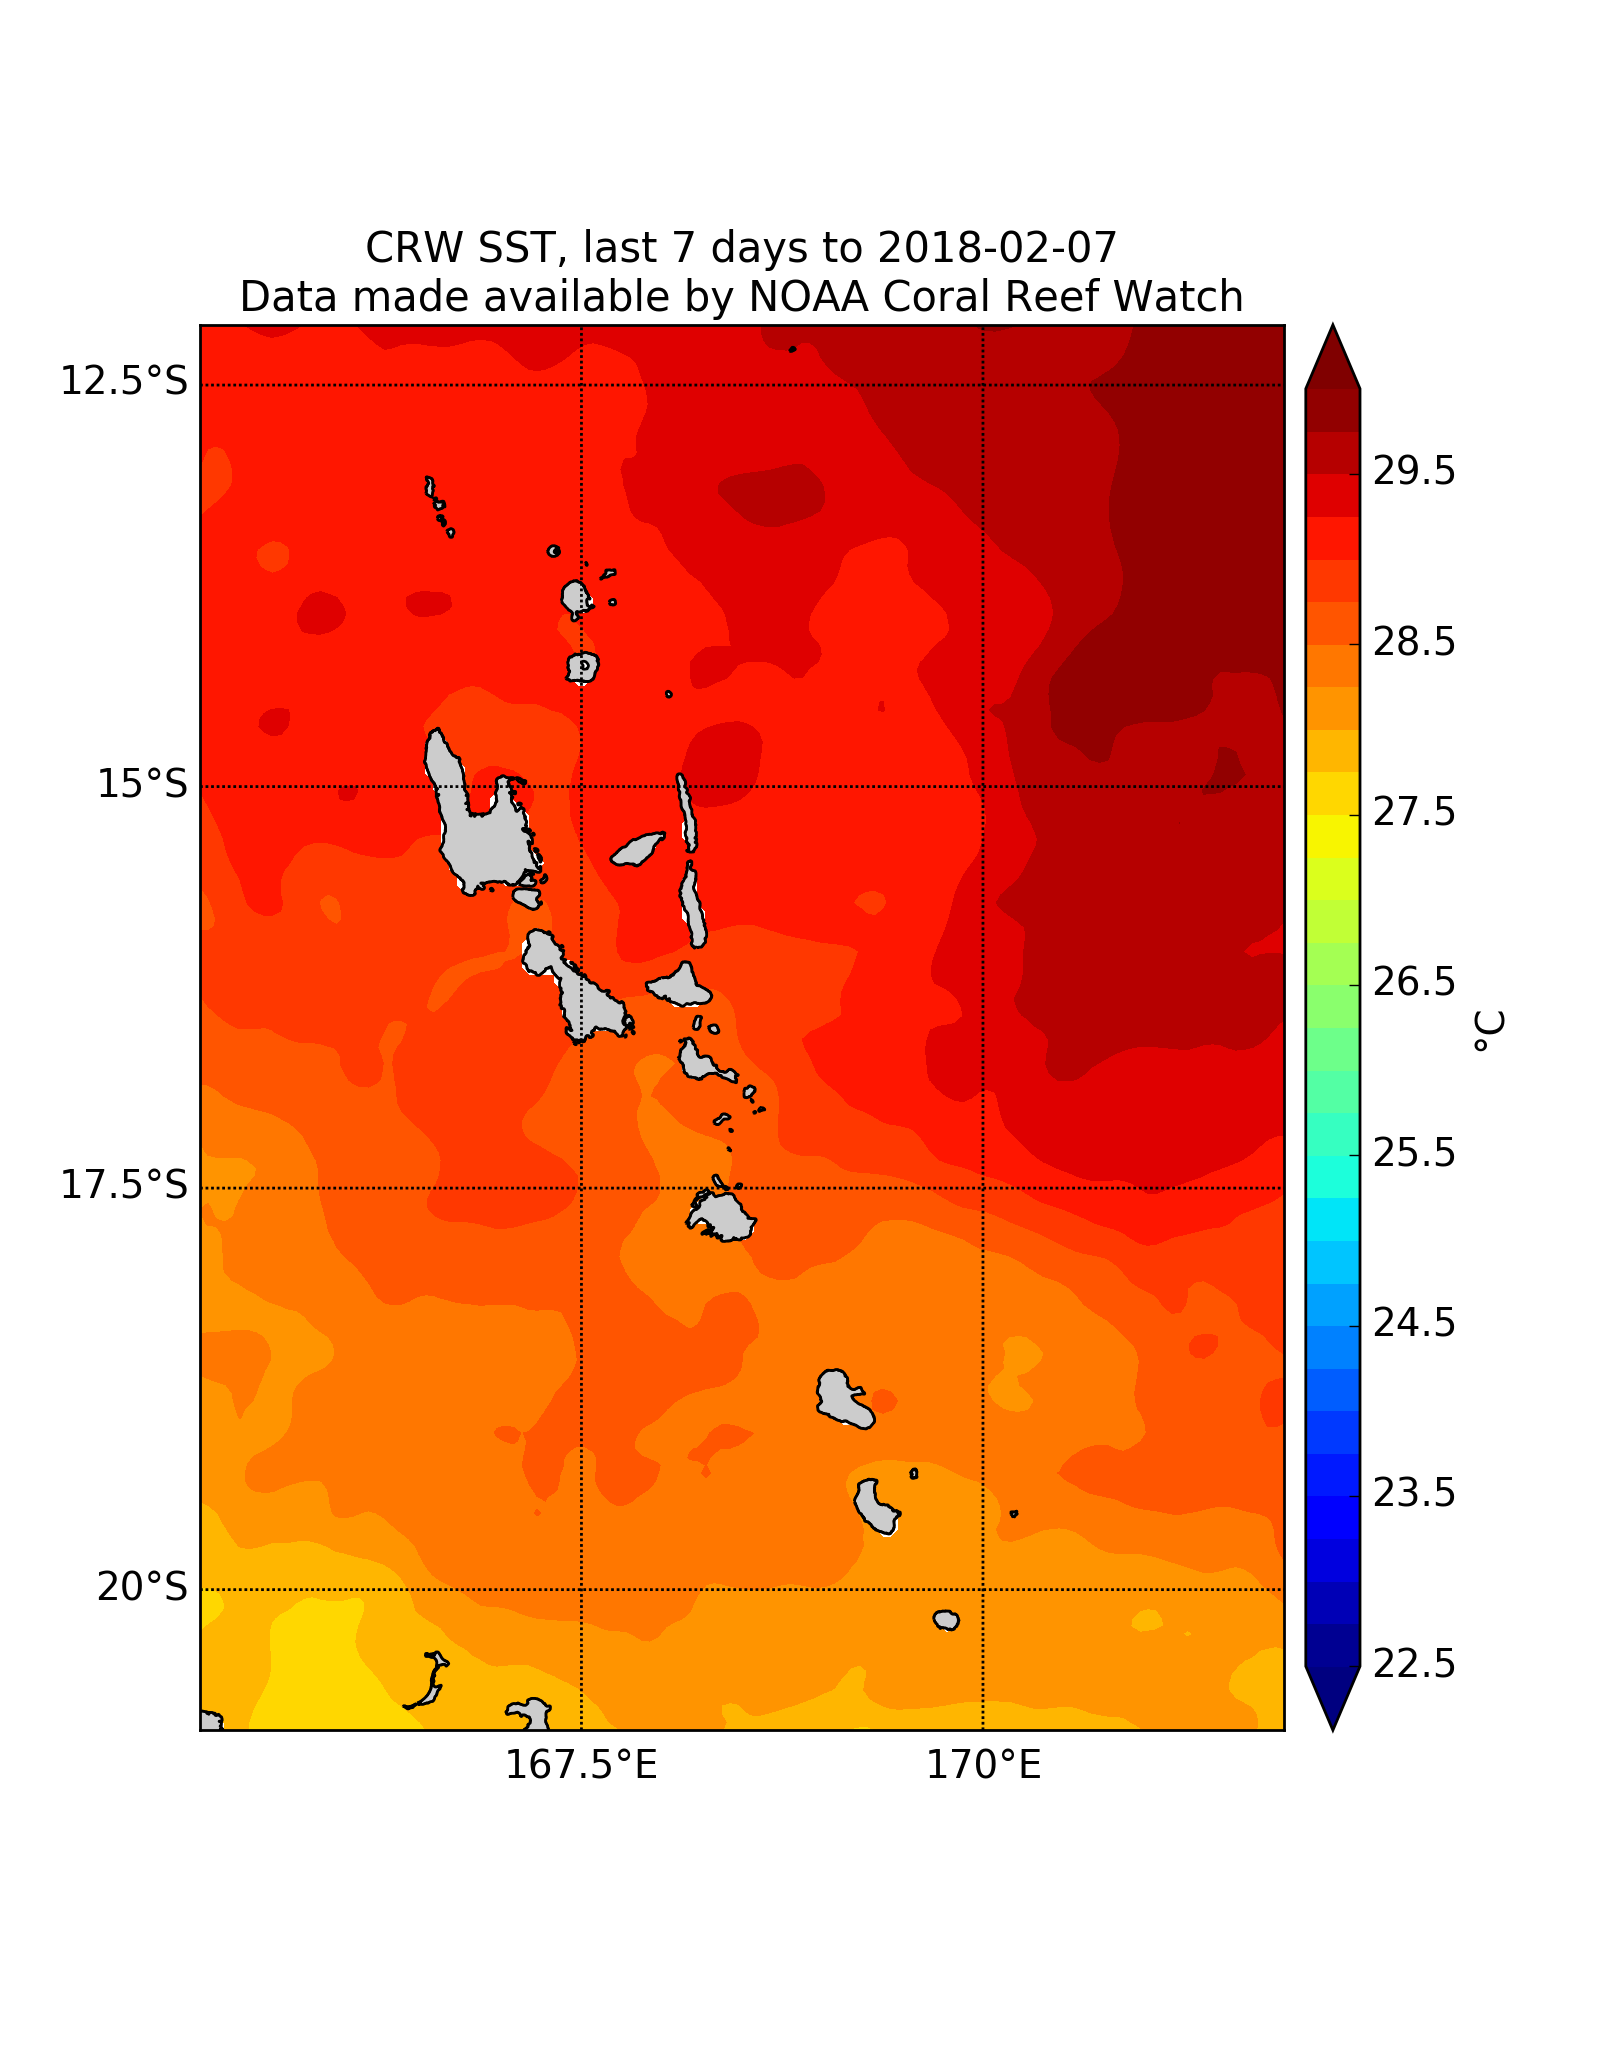 CRW SST, last 7 days to 2018-02-07
Data made available by NOAA Coral Reef Watch
12.5°S
15°S
17.5°S
20°S
167.5°E
170°E
29.5
28.5
27.5
26.5
25.5
24.5
23.5
22.5
°C